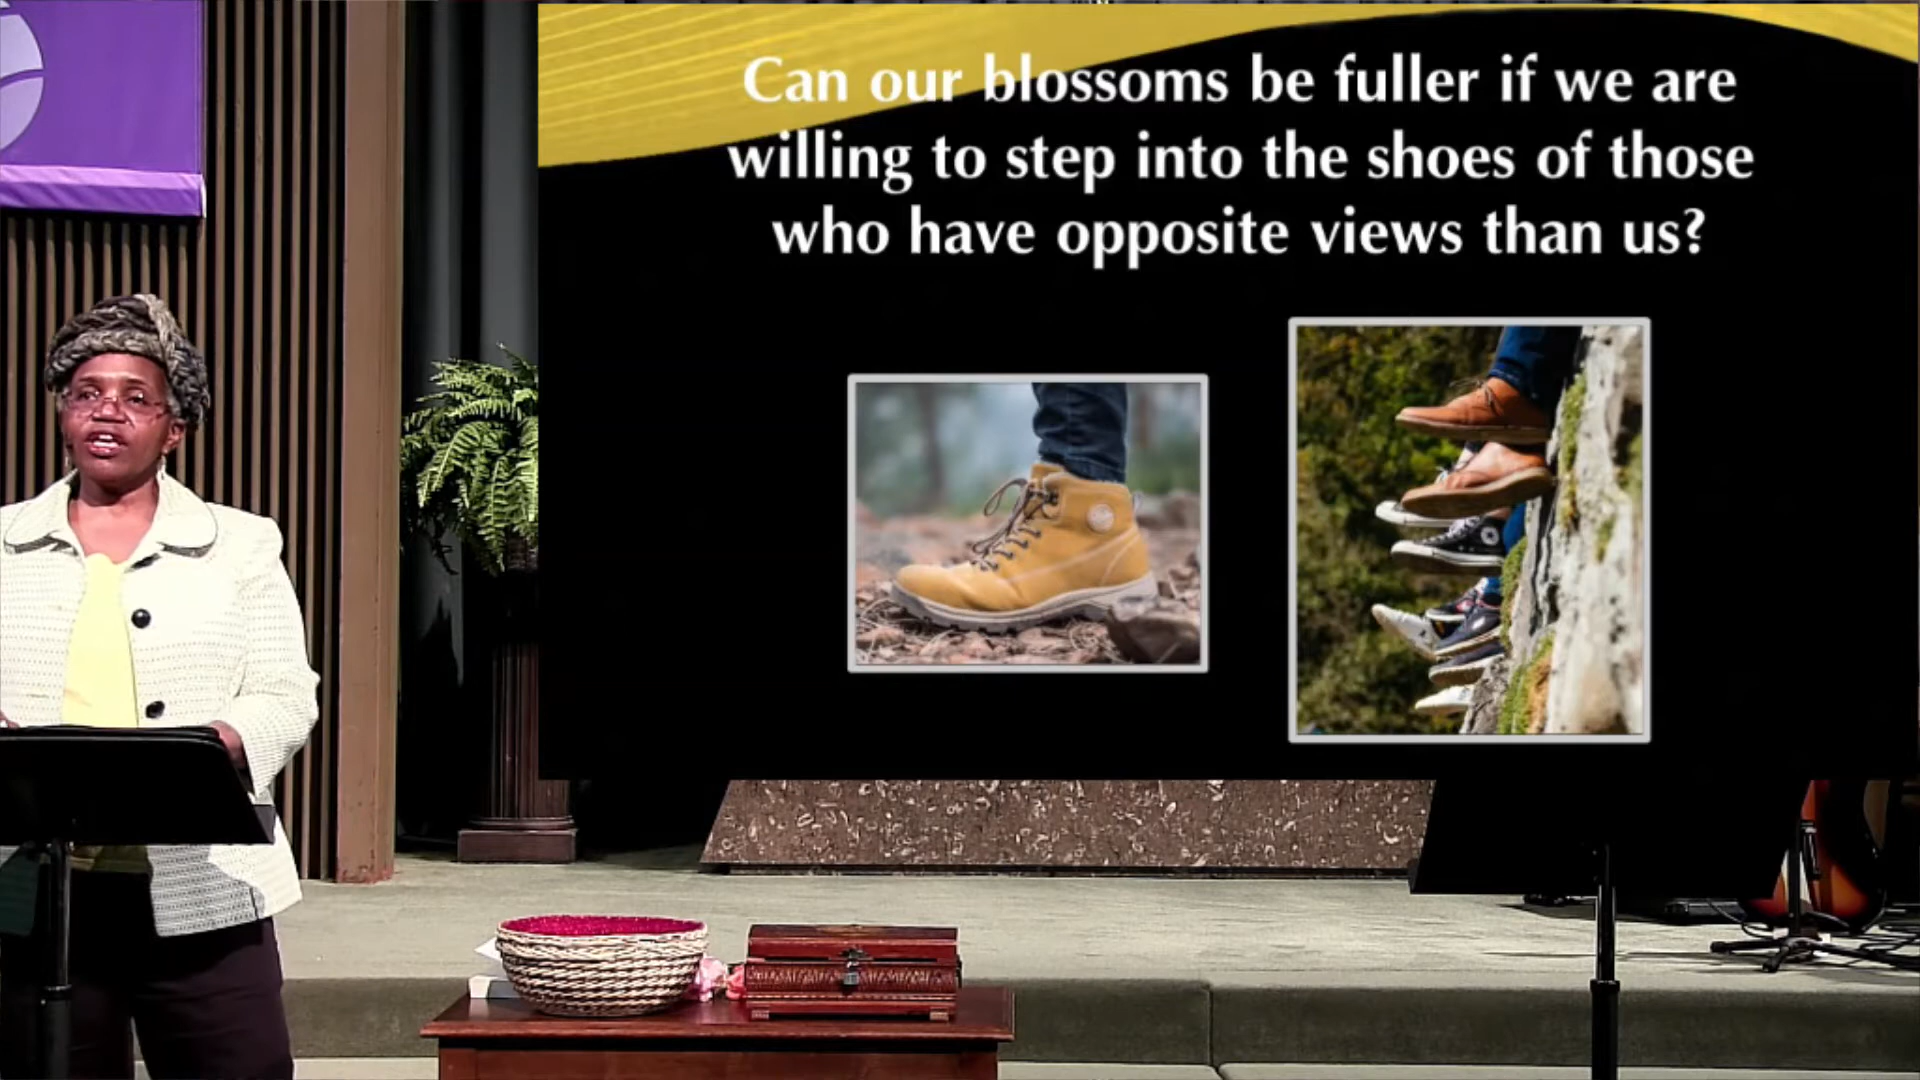 Can our blossoms be fuller if we are
willing to step into the shoes of those
who have opposite views than us?